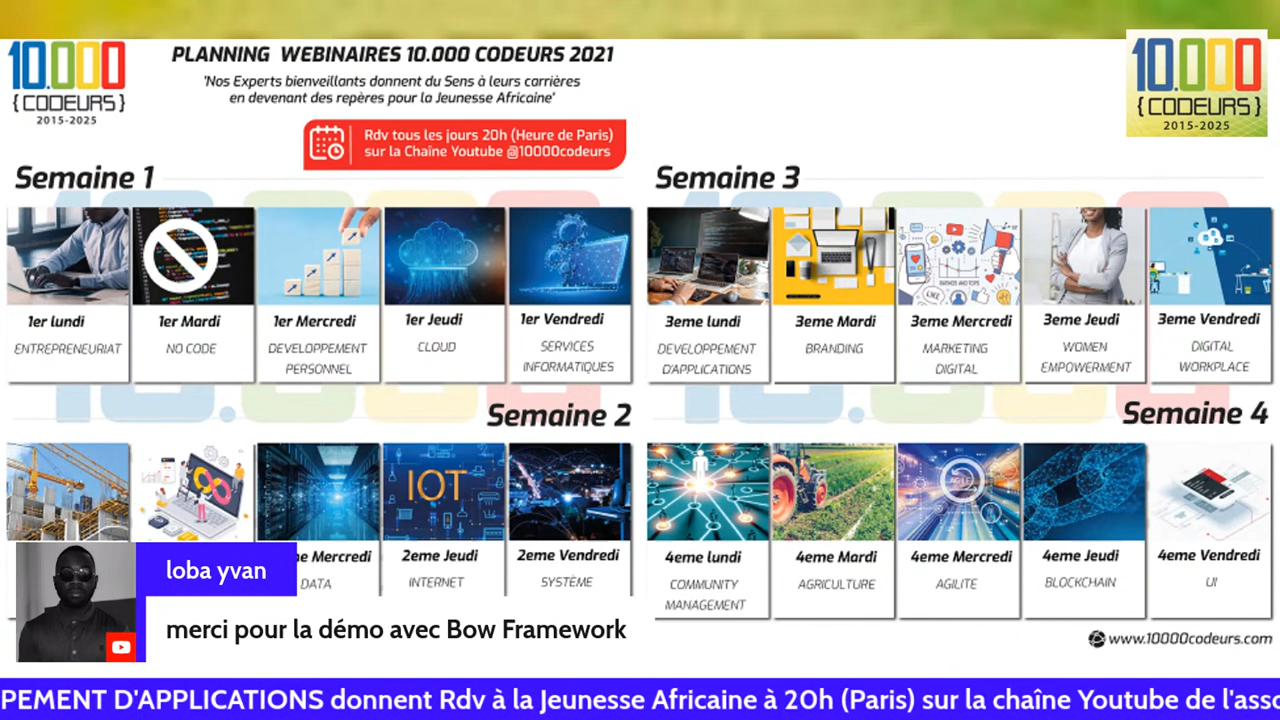 10.000
{CODEURS}
2015-2025
PLANNING WEBINAIRES 10.000 CODEURS 2021
'Nos Experts bienveillants donnent du Sens à leurs carrières
en devenant des repères pour la Jeunesse Africaine'
Rdv tous les jours 20h (Heure de Paris)
sur la Chaîne Youtube @10000codeurs
10.000
{CODEURS}
2015-2025
Semaine 1
1er lundi
ENTREPRENEURIAT
1er Mardi
NO CODE
1er Mercredi
DEVELOPPEMENT
PERSONNEL
1er Jeudi
CLOUD
1er Vendredi
SERVICES
INFORMATIQUES
Semaine 3
3eme lundi
DEVELOPPEMENT
D'APPLICATIONS
3eme Mardi
BRANDING
3eme Mercredi
MARKETING
DIGITAL
3eme Jeudi
WOMEN
EMPOWERMENT
3eme Vendredi
DIGITAL
WORKPLACE
Semaine 2
e Mercredi
DATA
IOT
2eme Jeudi
INTERNET
2eme Vendredi
SYSTÈME
Semaine 4
4eme lundi
COMMUNITY
MANAGEMENT
4eme Mardi
AGRICULTURE
AGILE
4eme Mercredi
AGILITE
4eme Jeudi
BLOCKCHAIN
4eme Vendredi
UI
www.10000codeurs.com
loba yvan
merci pour la démo avec Bow Framework
PEMENT D'APPLICATIONS donnent Rdv à la Jeunesse Africaine à 20h (Paris) sur la chaîne Youtube de l'asso